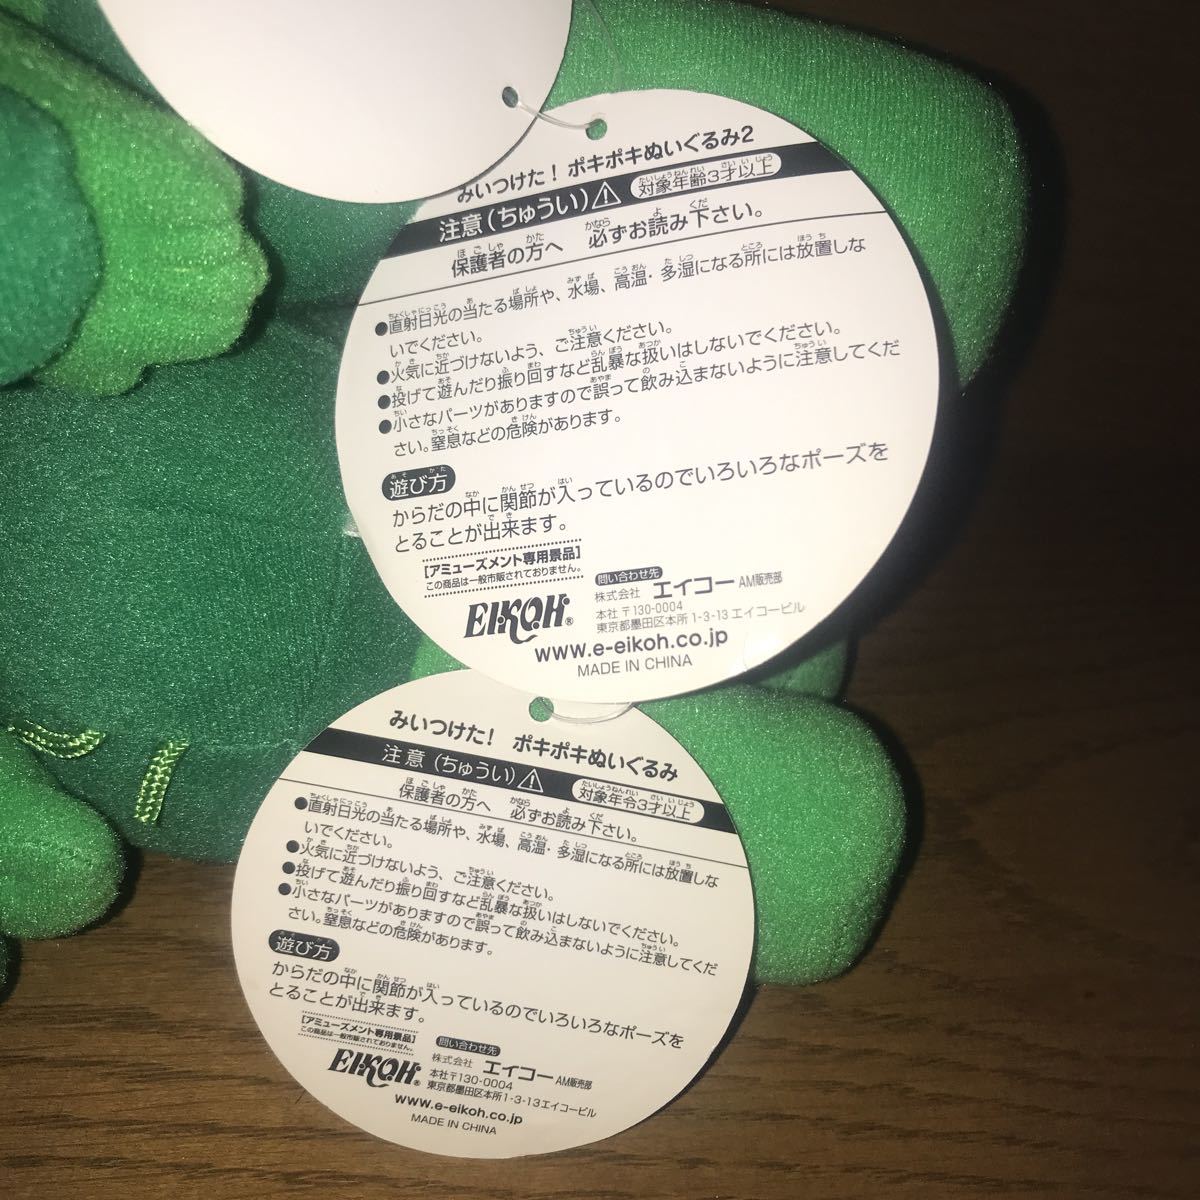 みいつけた！ ポキポキぬいぐるみ2
注意(ちゅうい) 対象年齢3才以上
保護者の方へ 必ずお読み下さい。
●直射日光の当たる場所や、水場、高温・多湿になる所には放置しな
いでください。
●火気に近づけないよう、ご注意ください。
●投げて遊んだり振り回すなど乱暴な扱いはしないでください。
●小さなパーツがありますので誤って飲み込まないように注意してくだ
さい。窒息などの危険があります。
遊び方
からだの中に関節が入っているのでいろいろなポーズを
とることが出来ます。
[アミューズメント専用景品]
この商品は一般市販されておりません。
EIKOH®
問い合わせ先
株式会社 エイコー AM販売部
本社 〒130-0004
東京都墨田区本所1-3-13エイコービル
www.e-eikoh.co.jp
MADE IN CHINA
みいつけた！ ポキポキぬいぐるみ
注意(ちゅうい) 対象年令3才以上
保護者の方へ 必ずお読み下さい。
●直射日光の当たる場所や、水場、高温・多湿になる所には放置しな
いでください。
●火気に近づけないよう、ご注意ください。
●投げて遊んだり振り回すなど乱暴な扱いはしないでください。
●小さなパーツがありますので誤って飲み込まないように注意してくだ
さい。窒息などの危険があります。
遊び方
からだの中に関節が入っているのでいろいろなポーズを
とることが出来ます。
[アミューズメント専用景品]
この商品は一般市販されておりません。
EIKOH®
問い合わせ先
株式会社 エイコー AM販売部
本社〒130-0004
東京都墨田区本所1-3-13エイコービル
www.e-eikoh.co.jp
MADE IN CHINA